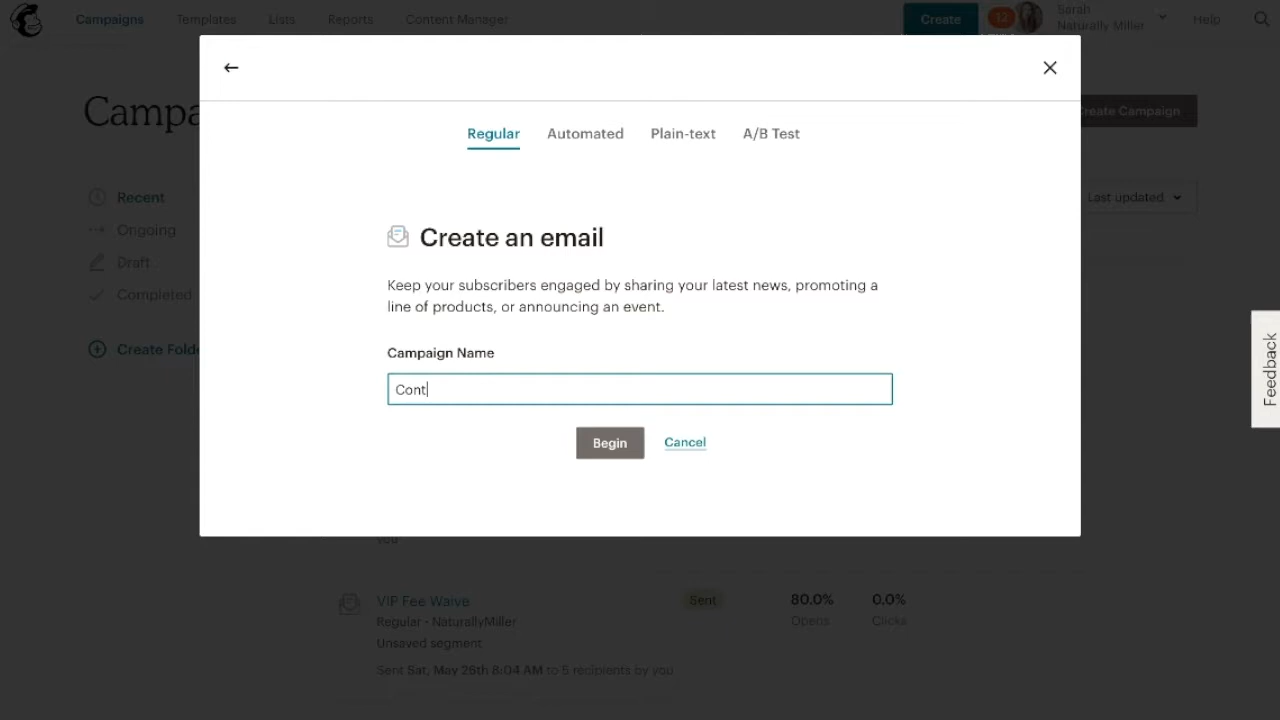 Campaigns Templates Lists Reports Content Manager Create 12 Sarah Help
Naturally Miller
Campa
Create Campaign
Regular Automated Plain-text A/B Test
Recent
Last updated
Ongoing
Draft
Completed
Create Folde
Create an email
Keep your subscribers engaged by sharing your latest news, promoting a
line of products, or announcing an event.
Campaign Name
Cont
Begin Cancel
Feedback
you
VIP Fee Waive Sent 80.0% 0.0%
Regular · NaturallyMiller Opens Clicks
Unsaved segment
Sent Sat, May 26th 8:04 AM to 5 recipients by you